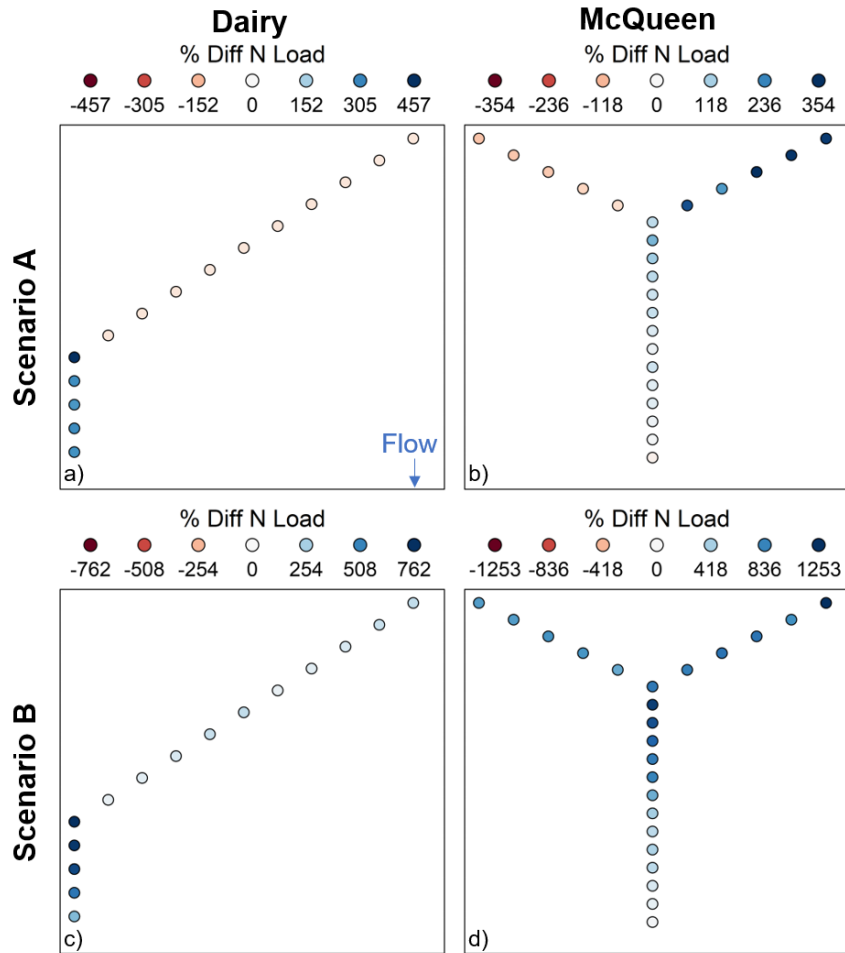 Dairy
McQueen
% Diff N Load
-457 -305 -152 0 152 305 457
% Diff N Load
-354 -236 -118 0 118 236 354
Scenario A
Flow
a)
b)
% Diff N Load
-762 -508 -254 0 254 508 762
% Diff N Load
-1253 -836 -418 0 418 836 1253
Scenario B
c)
d)